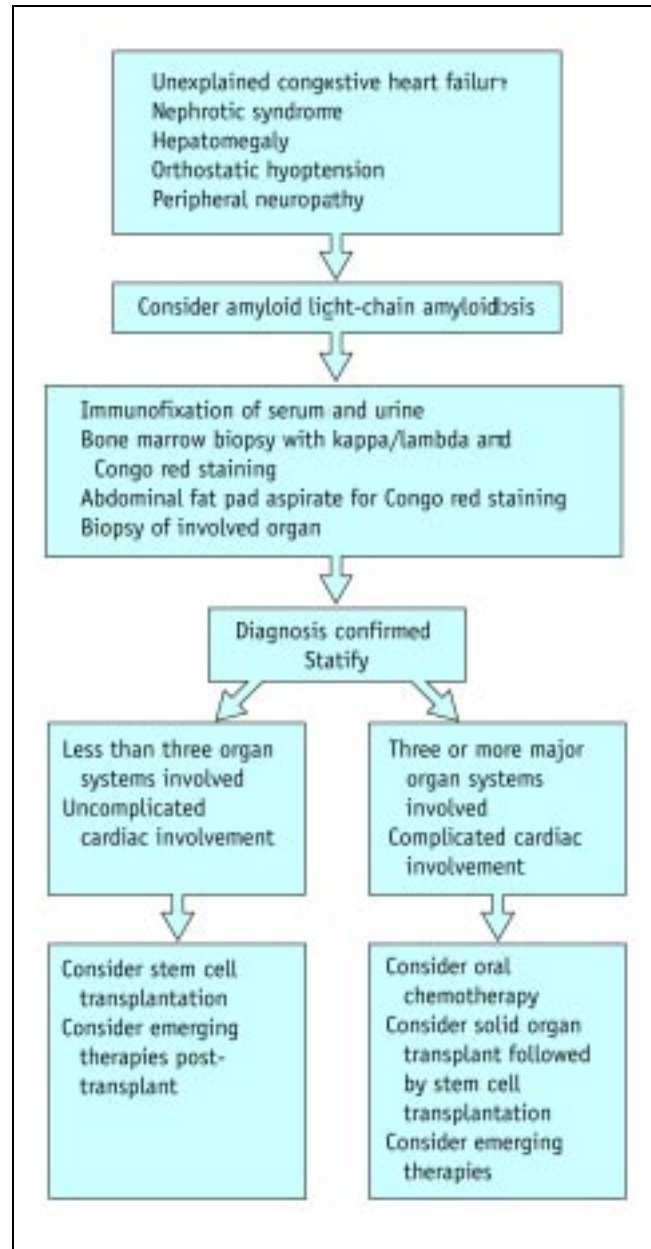 Unexplained congestive heart failure
Nephrotic syndrome
Hepatomegaly
Orthostatic hyoptension
Peripheral neuropathy
Consider amyloid light-chain amyloidosis
Immunofixation of serum and urine
Bone marrow biopsy with kappa/lambda and
Congo red staining
Abdominal fat pad aspirate for Congo red staining
Biopsy of involved organ
Diagnosis confirmed
Statify
Less than three organ
systems involved
Uncomplicated
cardiac involvement
Three or more major
organ systems
involved
Complicated cardiac
involvement
Consider stem cell
transplantation
Consider emerging
therapies post-
transplant
Consider oral
chemotherapy
Consider solid organ
transplant followed
by stem cell
transplantation
Consider emerging
therapies